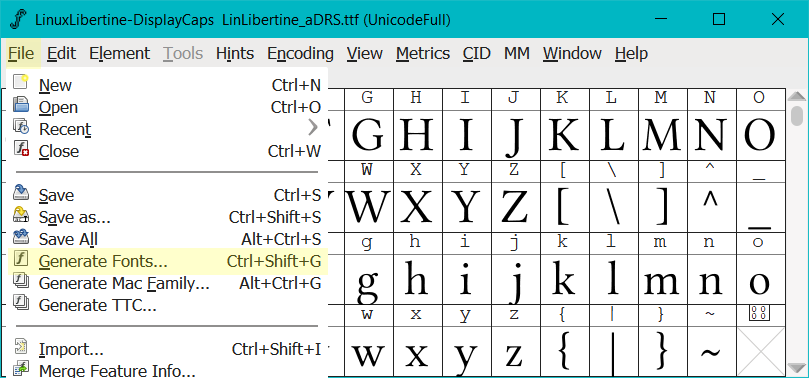 LinuxLibertine-DisplayCaps  LinLibertine_aDRS.ttf (UnicodeFull)
File Edit Element Tools Hints Encoding View Metrics CID MM Window Help
New Ctrl+N
Open Ctrl+O
Recent
Close Ctrl+W
Save Ctrl+S
Save as... Ctrl+Shift+S
Save All Alt+Ctrl+S
Generate Fonts... Ctrl+Shift+G
Generate Mac Family... Alt+Ctrl+G
Generate TTC...
Import... Ctrl+Shift+I
Merge Feature Info...
G H I J K L M N O
G H I J K L M N O
W X Y Z [ \ ] ^ _
W X Y Z [ \ ] ^ _
g h i j k l m n o
g h i j k l m n o
w x y z { | } ~
w x y z { | } ~